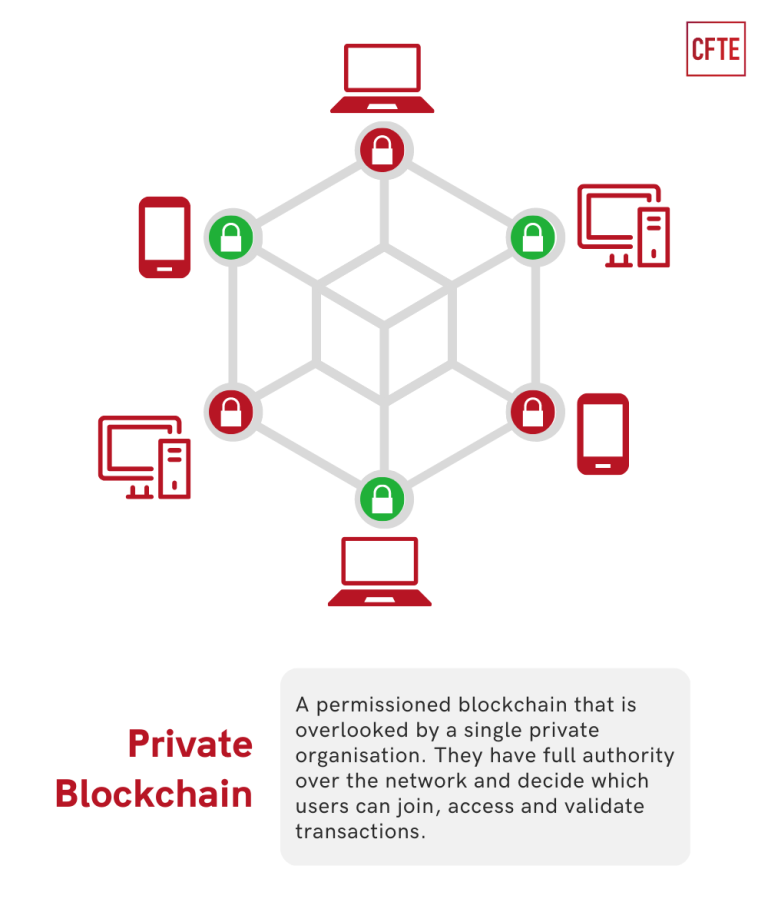 CFTE
Private
Blockchain
A permissioned blockchain that is
overlooked by a single private
organisation. They have full authority
over the network and decide which
users can join, access and validate
transactions.